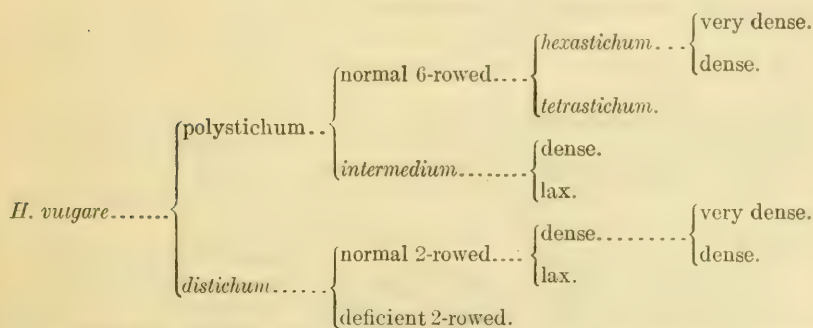 very dense.
hexastichum...
dense.
normal 6-rowed....
tetrastichum.
polystichum..
dense.
intermedium.......
lax.
H. vulgare.......
very dense.
dense.........
normal 2-rowed....
dense.
lax.
distichum......
deficient 2-rowed.